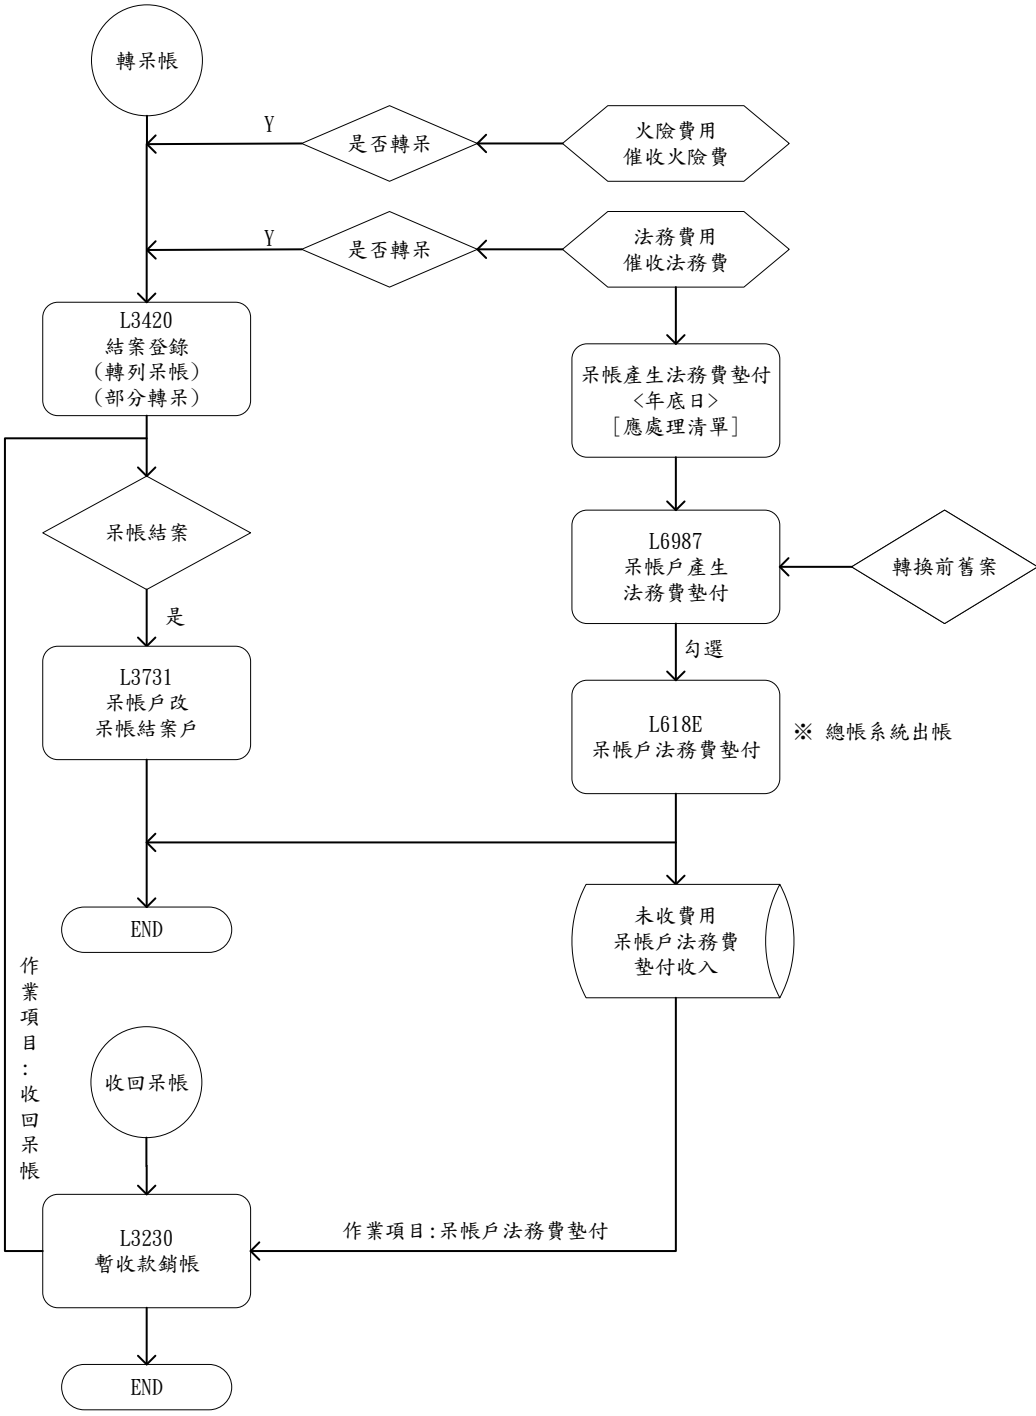 轉呆帳
Y
是否轉呆
火險費用
催收火險費
Y
是否轉呆
法務費用
催收法務費
L3420
結案登錄
(轉列呆帳)
(部分轉呆)
呆帳產生法務費墊付
<年底日>
[應處理清單]
呆帳結案
L6987
呆帳戶產生
法務費墊付
轉換前舊案
是
勾選
L3731
呆帳戶改
呆帳結案戶
L618E
呆帳戶法務費墊付
※ 總帳系統出帳
END
未收費用
呆帳戶法務費
墊付收入
作業項目:收回呆帳
收回呆帳
作業項目:呆帳戶法務費墊付
L3230
暫收款銷帳
END